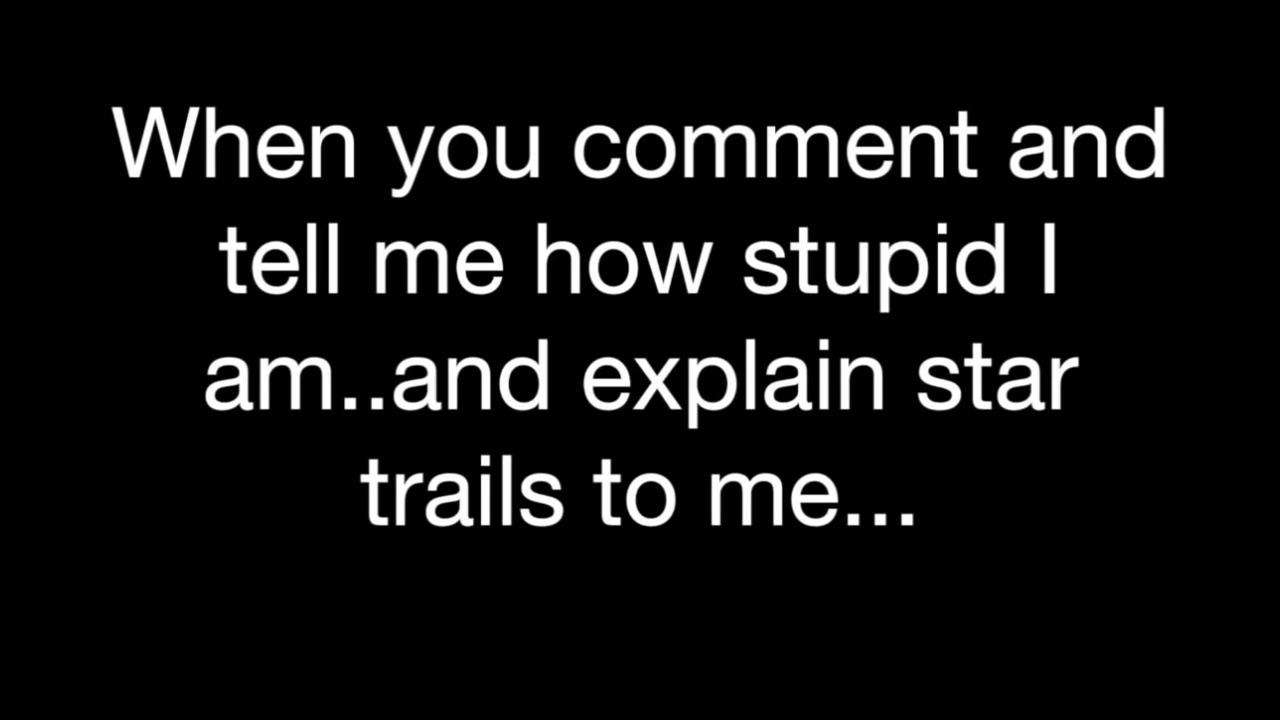 When you comment and
tell me how stupid I
am..and explain star
trails to me...